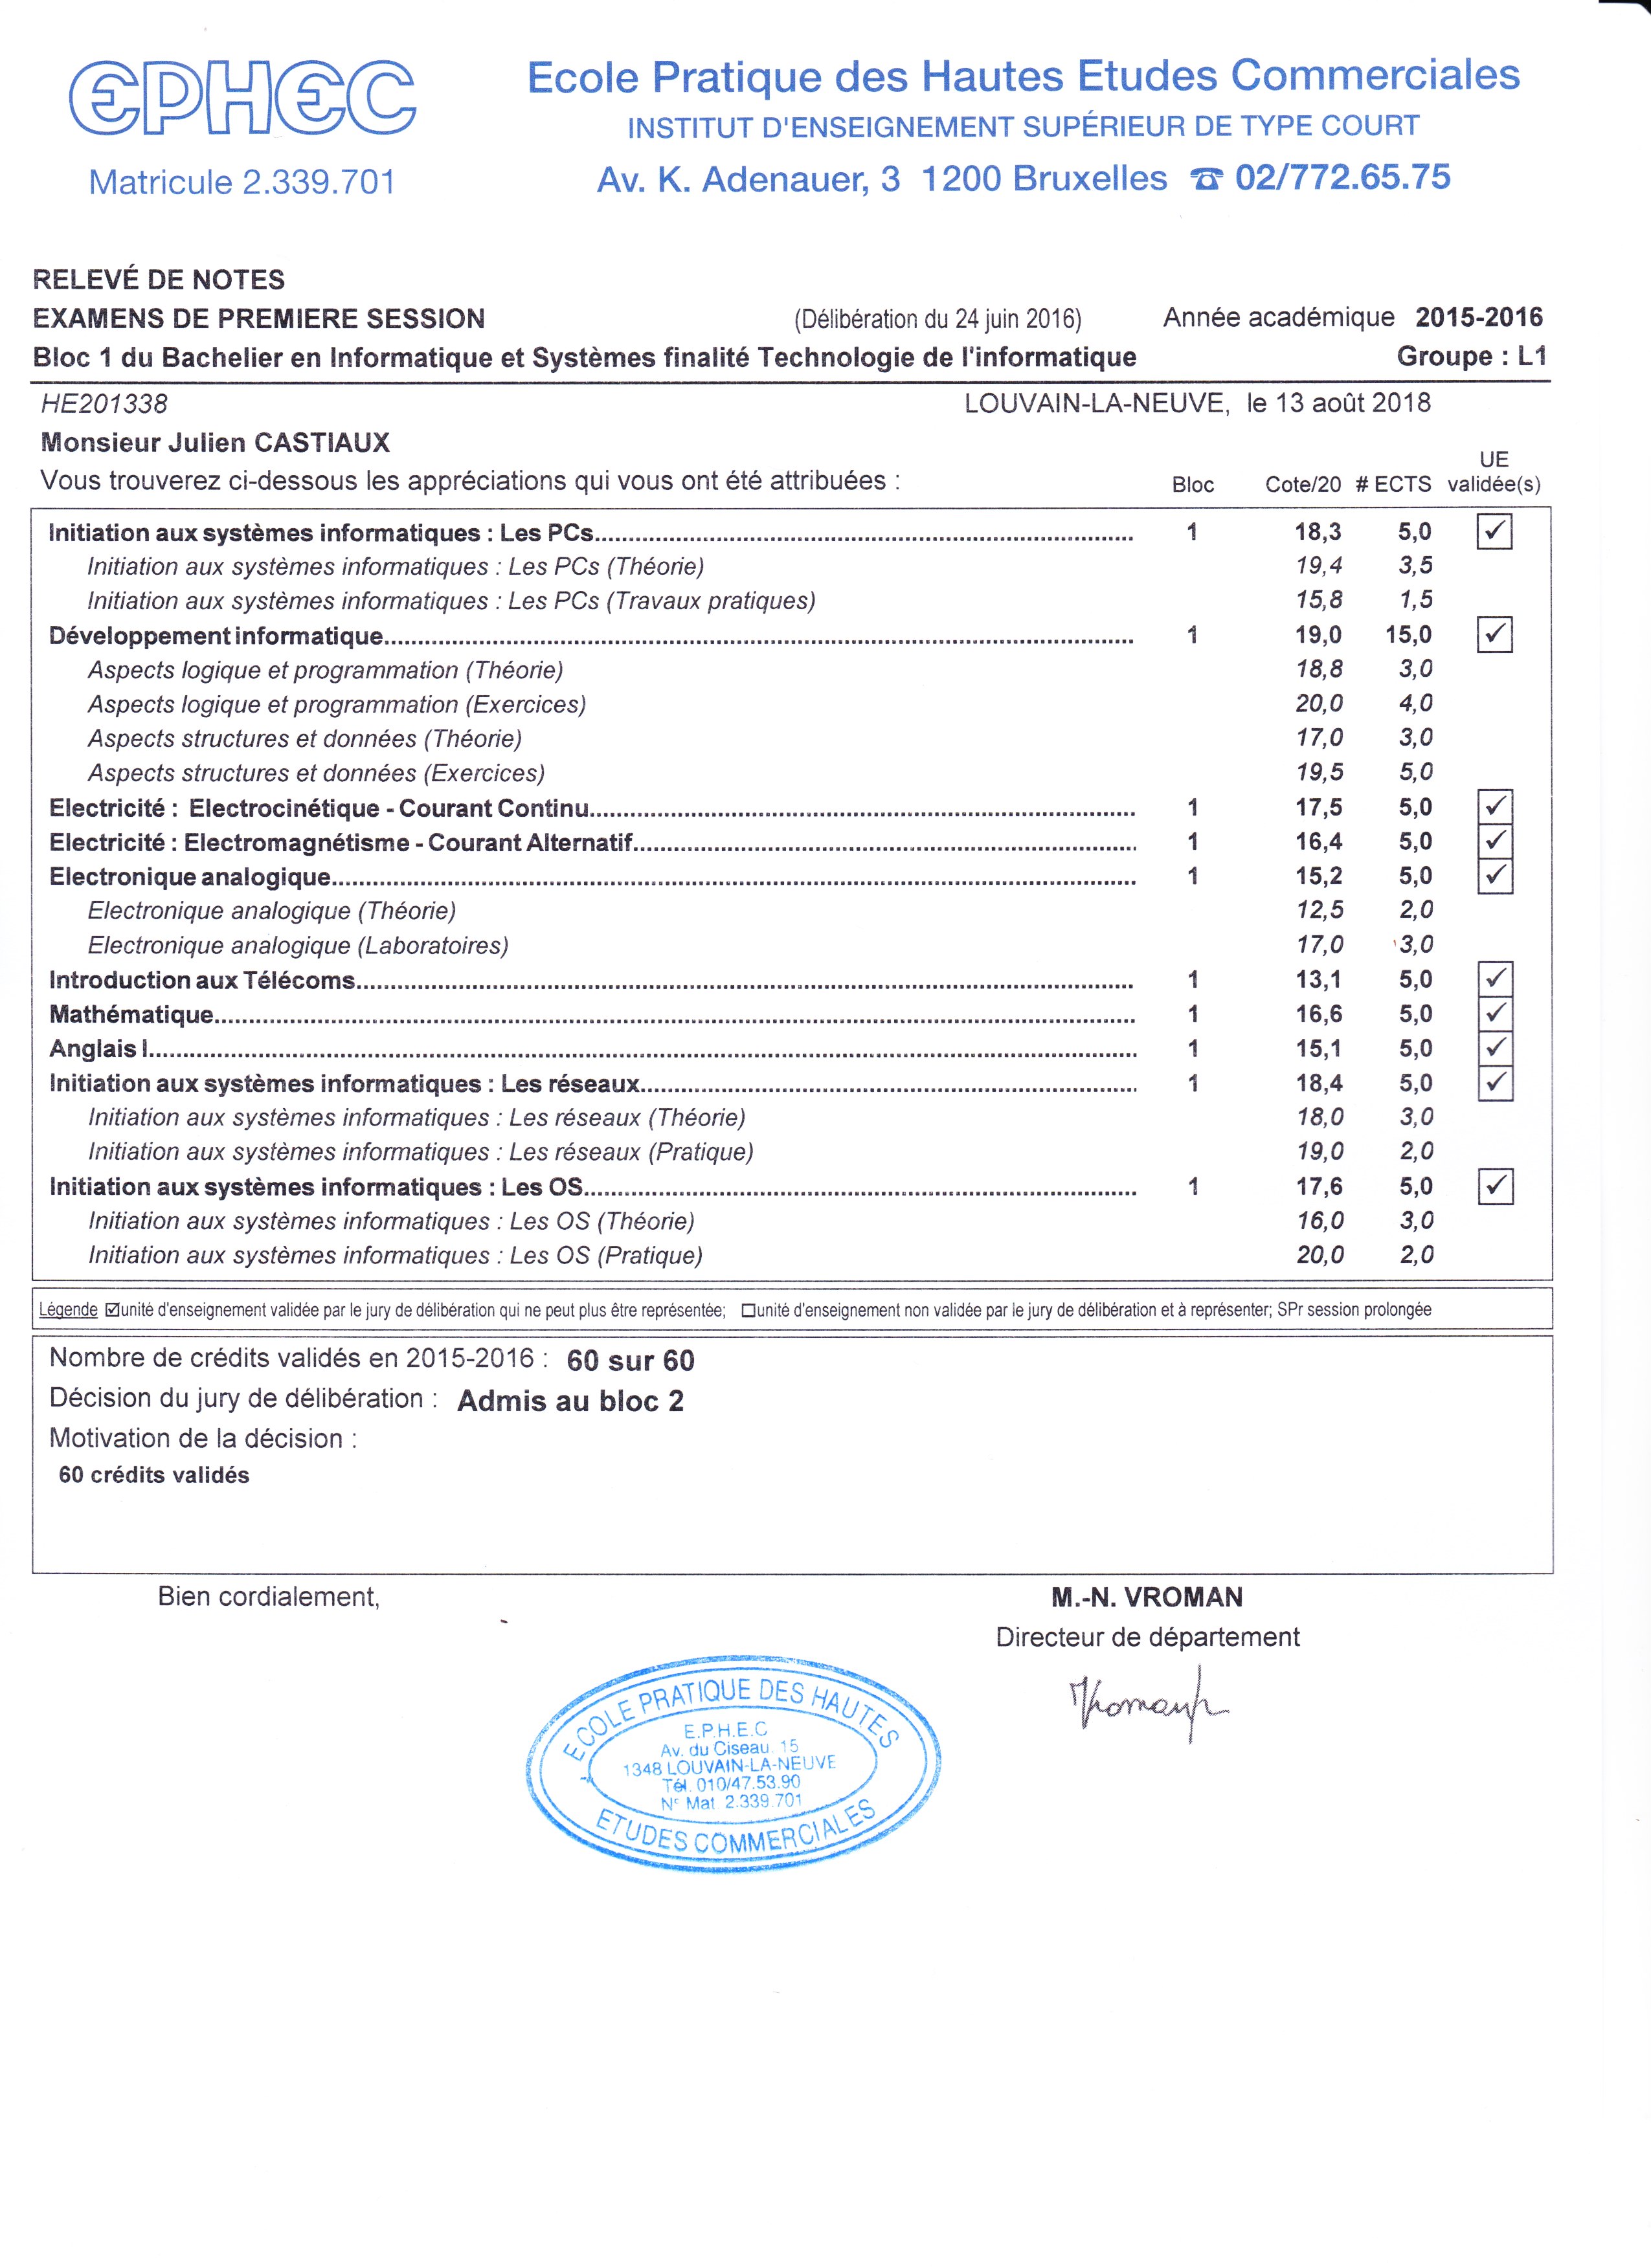 EPHEC
Ecole Pratique des Hautes Etudes Commerciales
INSTITUT D'ENSEIGNEMENT SUPÉRIEUR DE TYPE COURT
Matricule 2.339.701
Av. K. Adenauer, 3 1200 Bruxelles ☎ 02/772.65.75
RELEVÉ DE NOTES
EXAMENS DE PREMIERE SESSION (Délibération du 24 juin 2016) Année académique 2015-2016
Bloc 1 du Bachelier en Informatique et Systèmes finalité Technologie de l'informatique Groupe : L1
HE201338 LOUVAIN-LA-NEUVE, le 13 août 2018
Monsieur Julien CASTIAUX
Vous trouverez ci-dessous les appréciations qui vous ont été attribuées : Bloc Cote/20 # ECTS UE validée(s)
Initiation aux systèmes informatiques : Les PCs 1 18,3 5,0 ✓
Initiation aux systèmes informatiques : Les PCs (Théorie) 19,4 3,5
Initiation aux systèmes informatiques : Les PCs (Travaux pratiques) 15,8 1,5
Développement informatique 1 19,0 15,0 ✓
Aspects logique et programmation (Théorie) 18,8 3,0
Aspects logique et programmation (Exercices) 20,0 4,0
Aspects structures et données (Théorie) 17,0 3,0
Aspects structures et données (Exercices) 19,5 5,0
Electricité : Electrocinétique - Courant Continu 1 17,5 5,0 ✓
Electricité : Electromagnétisme - Courant Alternatif 1 16,4 5,0 ✓
Electronique analogique 1 15,2 5,0 ✓
Electronique analogique (Théorie) 12,5 2,0
Electronique analogique (Laboratoires) 17,0 3,0
Introduction aux Télécoms 1 13,1 5,0 ✓
Mathématique 1 16,6 5,0 ✓
Anglais I 1 15,1 5,0 ✓
Initiation aux systèmes informatiques : Les réseaux 1 18,4 5,0 ✓
Initiation aux systèmes informatiques : Les réseaux (Théorie) 18,0 3,0
Initiation aux systèmes informatiques : Les réseaux (Pratique) 19,0 2,0
Initiation aux systèmes informatiques : Les OS 1 17,6 5,0 ✓
Initiation aux systèmes informatiques : Les OS (Théorie) 16,0 3,0
Initiation aux systèmes informatiques : Les OS (Pratique) 20,0 2,0
Légende ☑unité d'enseignement validée par le jury de délibération qui ne peut plus être représentée; ☐unité d'enseignement non validée par le jury de délibération et à représenter; SPr session prolongée
Nombre de crédits validés en 2015-2016 : 60 sur 60
Décision du jury de délibération : Admis au bloc 2
Motivation de la décision :
60 crédits validés
Bien cordialement, M.-N. VROMAN
Directeur de département
ECOLE PRATIQUE DES HAUTES
E.P.H.E.C
Av. du Ciseau. 15
1348 LOUVAIN-LA-NEUVE
Tél. 010/47.53.90
N° Mat 2.339.701
ETUDES COMMERCIALES